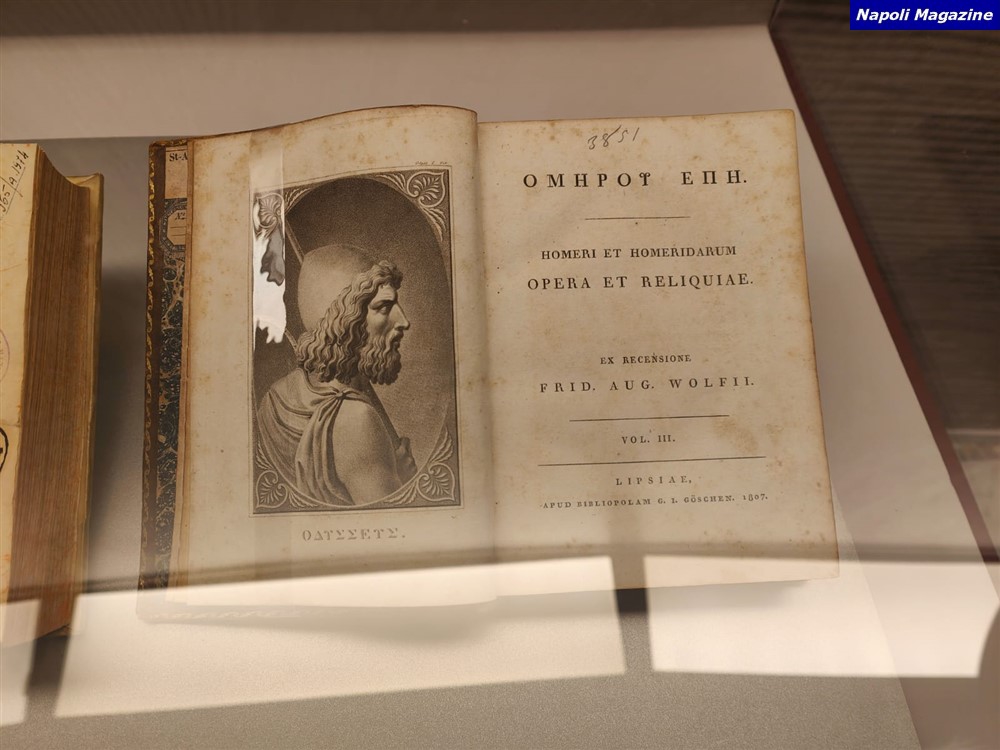 Napoli Magazine
St-A
3851
ΟΜΗΡΟΥ ΕΠΗ.
HOMERI ET HOMERIDARUM
OPERA ET RELIQUIAE.
EX RECENSIONE
FRID. AUG. WOLFII.
VOL. III.
LIPSIAE,
APUD BIBLIOPOLAM G. I. GÖSCHEN. 1807.
ΟΔΥΣΣΕΥΣ.